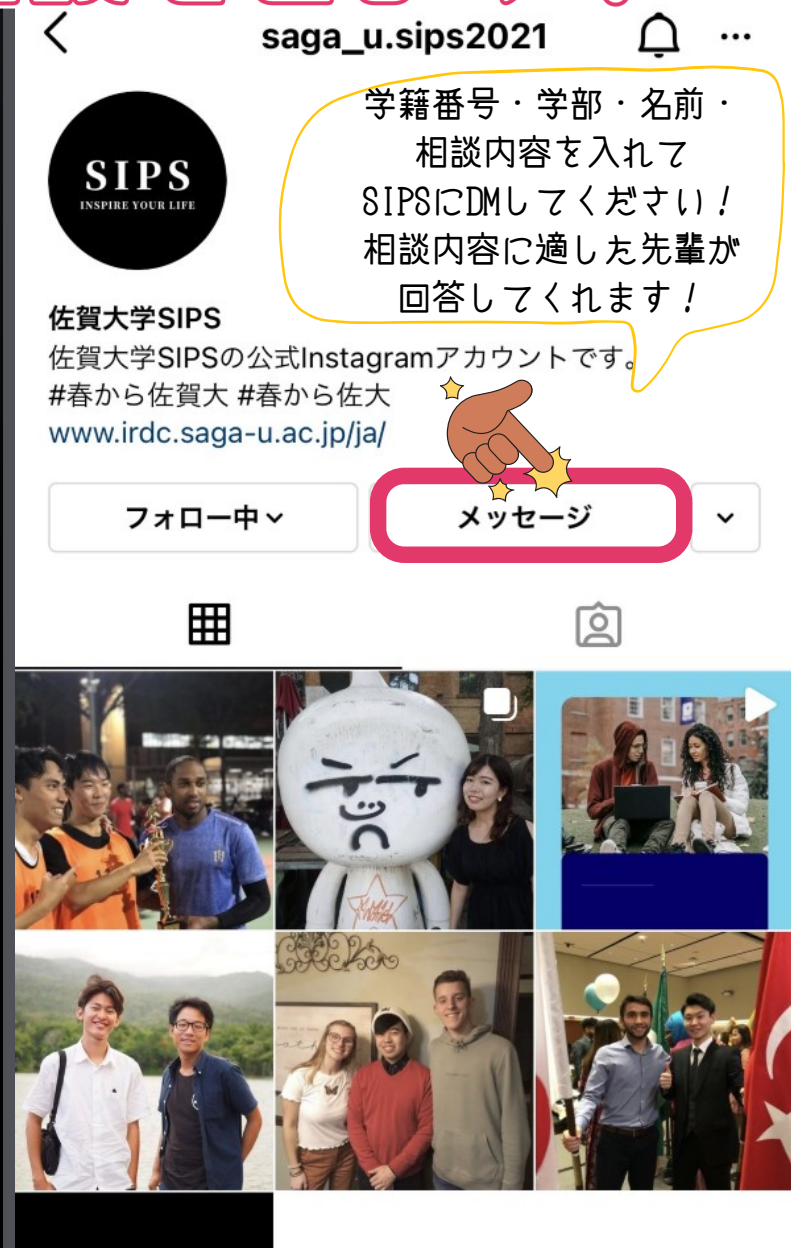 saga_u.sips2021
学籍番号・学部・名前・
相談内容を入れて
SIPSにDMしてください!
相談内容に適した先輩が
回答してくれます!
SIPS
INSPIRE YOUR LIFE
佐賀大学SIPS
佐賀大学SIPSの公式Instagramアカウントです。
#春から佐賀大 #春から佐大
www.irdc.saga-u.ac.jp/ja/
フォロー中
メッセージ